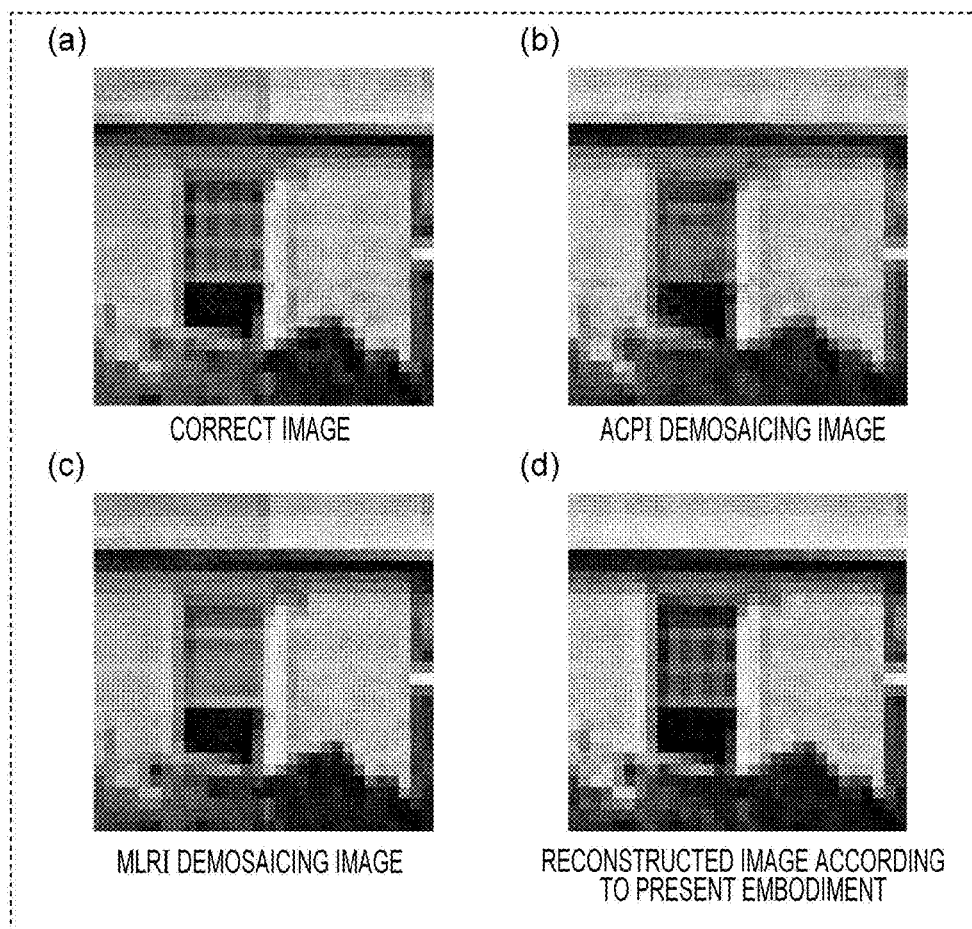 (a)
(b)
CORRECT IMAGE
ACPI DEMOSAICING IMAGE
(c)
(d)
MLRI DEMOSAICING IMAGE
RECONSTRUCTED IMAGE ACCORDING
TO PRESENT EMBODIMENT